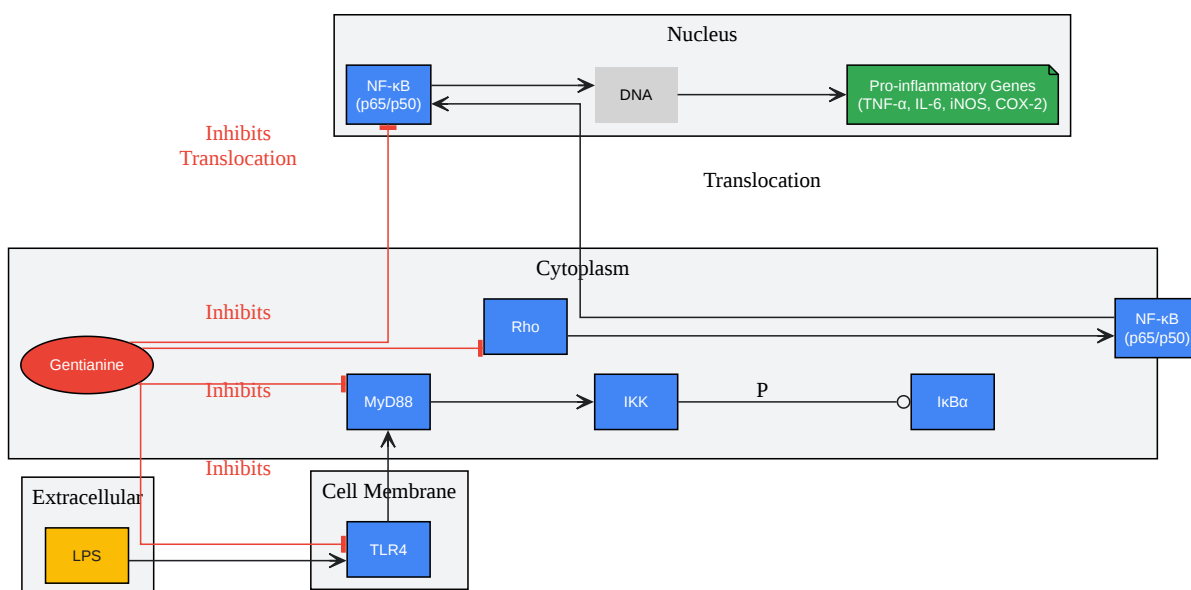 Nucleus
NF-κB
(p65/p50)
DNA
Pro-inflammatory Genes
(TNF-α, IL-6, iNOS, COX-2)
Inhibits
Translocation
Translocation
Cytoplasm
Inhibits
Rho
NF-κB
(p65/p50)
Gentianine
Inhibits
MyD88
IKK
P
IκBα
Inhibits
Extracellular
Cell Membrane
LPS
TLR4